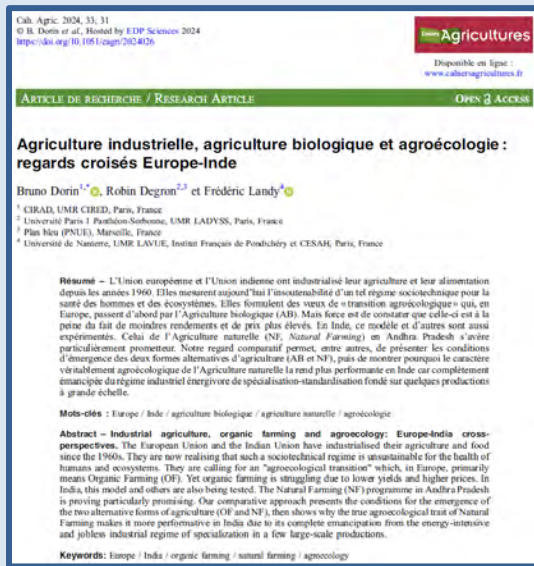 Cah. Agric. 2024, 33, 31
© B. Dorin et al., Hosted by EDP Sciences 2024
https://doi.org/10.1051/cagri/2024026
Cahiers Agricultures
Disponible en ligne :
www.cahiersagricultures.fr
ARTICLE DE RECHERCHE / RESEARCH ARTICLE
OPEN ACCESS
Agriculture industrielle, agriculture biologique et agroécologie :
regards croisés Europe-Inde
Bruno Dorin1,*, Robin Degron2,3 et Frédéric Landy4
1 CIRAD, UMR CIRED, Paris, France
2 Université Paris 1 Panthéon-Sorbonne, UMR LADYSS, Paris, France
3 Plan bleu (PNUE), Marseille, France
4 Université de Nanterre, UMR LAVUE, Institut Français de Pondichéry et CESAH, Paris, France
Résumé – L'Union européenne et l'Union indienne ont industrialisé leur agriculture et leur alimentation
depuis les années 1960. Elles mesurent aujourd'hui l'insoutenabilité d'un tel régime sociotechnique pour la
santé des hommes et des écosystèmes. Elles formulent des vœux de « transition agroécologique » qui, en
Europe, passent d'abord par l'Agriculture biologique (AB). Mais force est de constater que celle-ci est à la
peine du fait de moindres rendements et de prix plus élevés. En Inde, ce modèle et d'autres sont aussi
expérimentés. Celui de l'Agriculture naturelle (NF, Natural Farming) en Andhra Pradesh s'avère
particulièrement prometteur. Notre regard comparatif permet, entre autres, de présenter les conditions
d'émergence des deux formes alternatives d'agriculture (AB et NF), puis de montrer pourquoi le caractère
véritablement agroécologique de l'Agriculture naturelle la rend plus performante en Inde car complètement
émancipée du régime industriel énergivore de spécialisation-standardisation fondé sur quelques productions
à grande échelle.
Mots-clés : Europe / Inde / agriculture biologique / agriculture naturelle / agroécologie
Abstract – Industrial agriculture, organic farming and agroecology: Europe-India cross-
perspectives. The European Union and the Indian Union have industrialised their agriculture and food
since the 1960s. They are now realising that such a sociotechnical regime is unsustainable for the health of
humans and ecosystems. They are calling for an "agroecological transition" which, in Europe, primarily
means Organic Farming (OF). Yet organic farming is struggling due to lower yields and higher prices. In
India, this model and others are also being tested. The Natural Farming (NF) programme in Andhra Pradesh
is proving particularly promising. Our comparative approach presents the conditions for the emergence of
the two alternative forms of agriculture (OF and NF), then shows why the true agroecological trait of Natural
Farming makes it more performative in India due to its complete emancipation from the energy-intensive
and jobless industrial regime of specialization in a few large-scale productions.
Keywords: Europe / India / organic farming / natural farming / agroecology